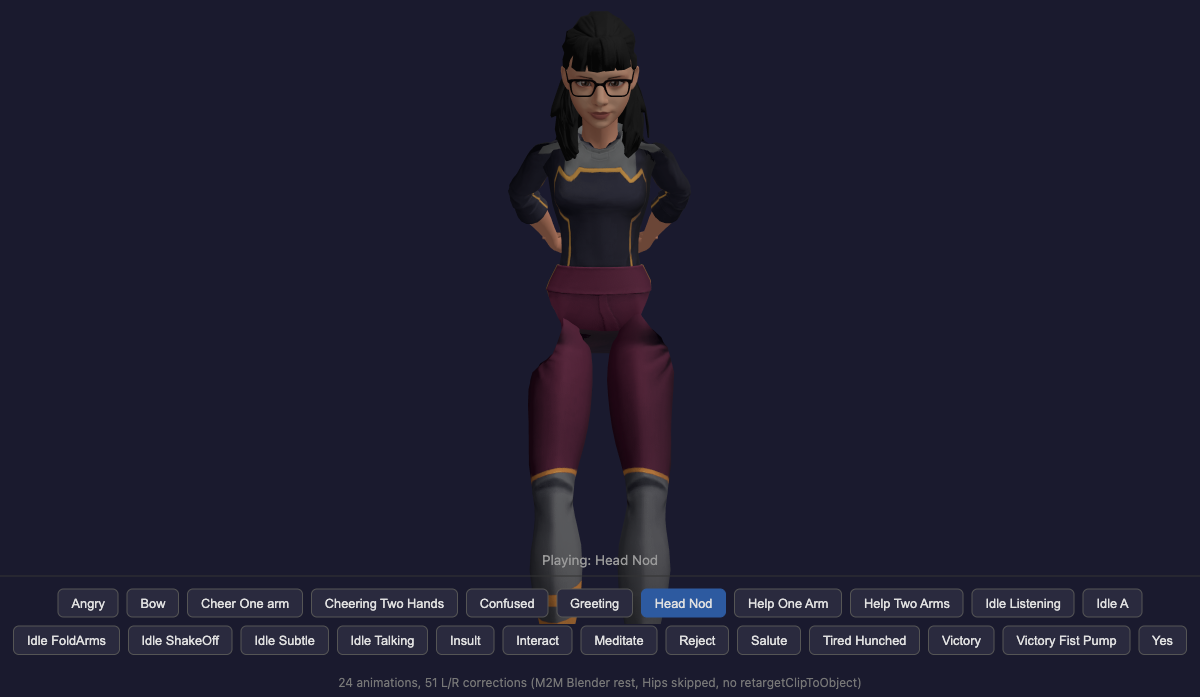 Playing: Head Nod
Angry Bow Cheer One arm Cheering Two Hands Confused Greeting Head Nod Help One Arm Help Two Arms Idle Listening Idle A
Idle FoldArms Idle ShakeOff Idle Subtle Idle Talking Insult Interact Meditate Reject Salute Tired Hunched Victory Victory Fist Pump Yes
24 animations, 51 L/R corrections (M2M Blender rest, Hips skipped, no retargetClipToObject)